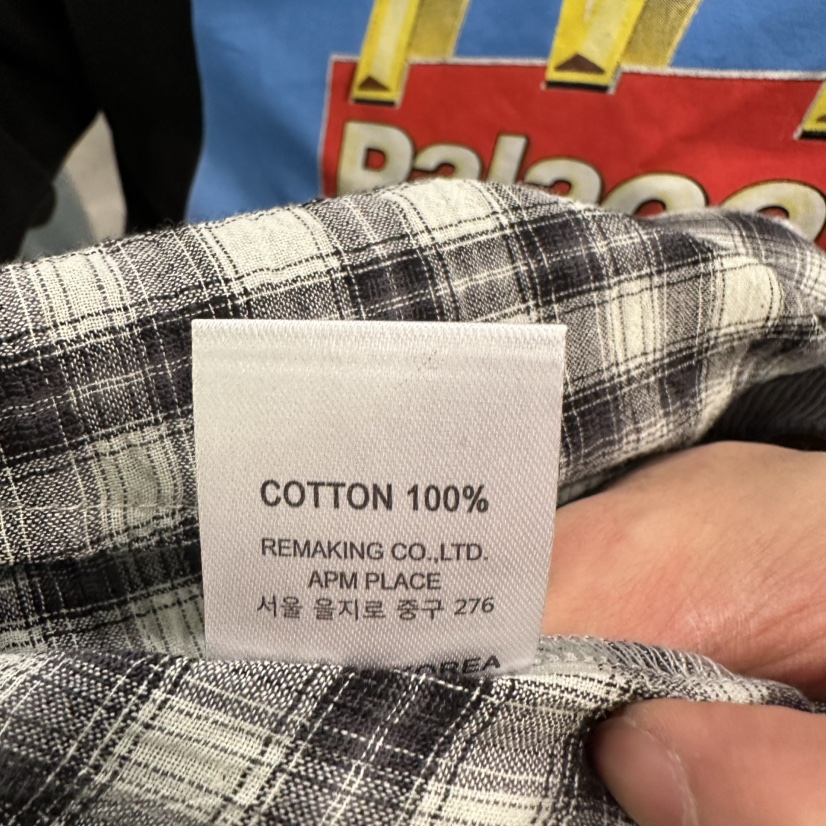 Palace
COTTON 100%
REMAKING CO.,LTD.
APM PLACE
서울 을지로 중구 276
KOREA